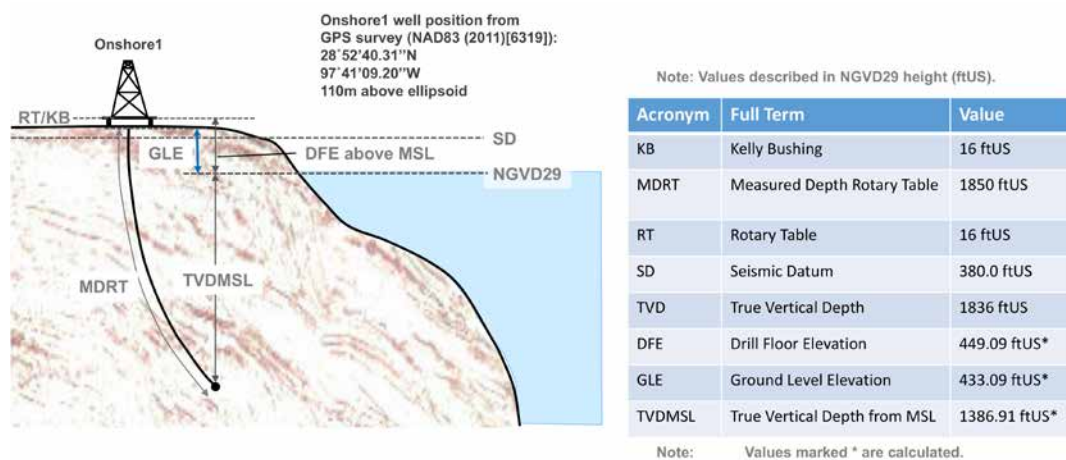 Onshore1 well position from
GPS survey (NAD83 (2011)[6319]):
28°52'40.31''N
97°41'09.20''W
110m above ellipsoid
Onshore1
RT/KB
SD
GLE
DFE above MSL
NGVD29
MDRT
TVDMSL
Note: Values described in NGVD29 height (ftUS).
Acronym Full Term Value
KB Kelly Bushing 16 ftUS
MDRT Measured Depth Rotary Table 1850 ftUS
RT Rotary Table 16 ftUS
SD Seismic Datum 380.0 ftUS
TVD True Vertical Depth 1836 ftUS
DFE Drill Floor Elevation 449.09 ftUS*
GLE Ground Level Elevation 433.09 ftUS*
TVDMSL True Vertical Depth from MSL 1386.91 ftUS*
Note: Values marked * are calculated.